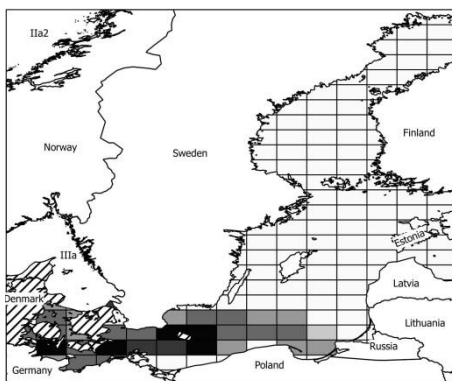 IIa2
Norway
Sweden
Finland
Estonia
IIIa
Latvia
Denmark
Lithuania
Russia
Germany
Poland